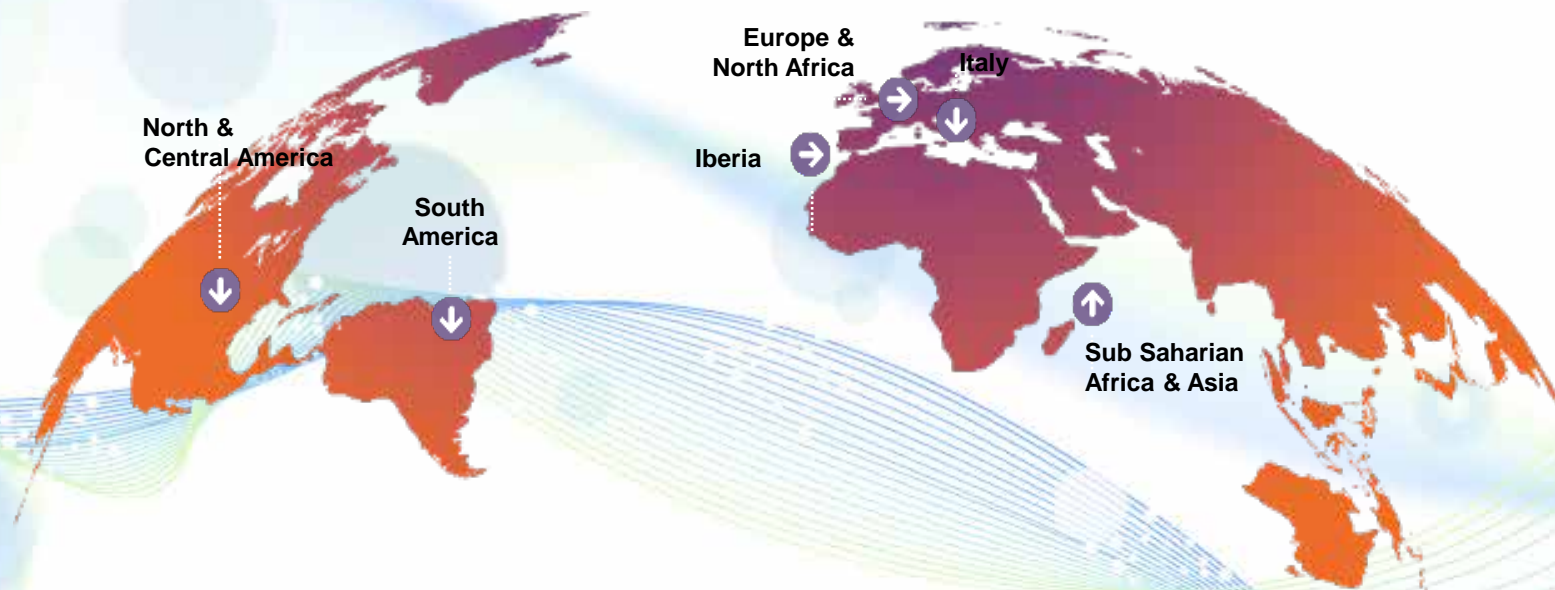 Europe &
North Africa
Italy
North &
Central America
Iberia
South
America
Sub Saharian
Africa & Asia